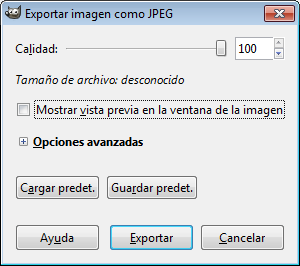 Exportar imagen como JPEG
Calidad: 100
Tamaño de archivo: desconocido
Mostrar vista previa en la ventana de la imagen
Opciones avanzadas
Cargar predet. Guardar predet.
Ayuda Exportar Cancelar